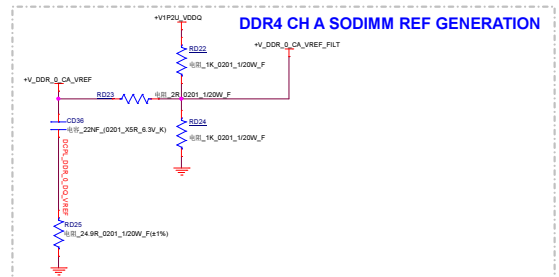 +V1P2U_VDDQ
DDR4 CH A SODIMM REF GENERATION
+V_DDR_0_CA_VREF_FILT
RD22
电阻_1K_0201_1/20W_F
+V_DDR_0_CA_VREF
RD23
电阻_2R_0201_1/20W_F
CD36
电容_22NF_(0201_X5R_6.3V_K)
RD24
电阻_1K_0201_1/20W_F
DCPL_DDR_0_DQ_VREF
RD25
电阻_24.9R_0201_1/20W_F(±1%)